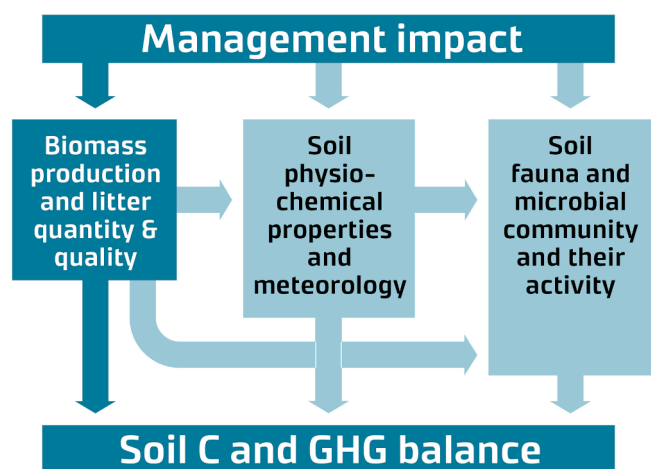 Management impact
Biomass
production
and litter
quantity &
quality
Soil
physio-
chemical
properties
and
meteorology
Soil
fauna and
microbial
community
and their
activity
Soil C and GHG balance